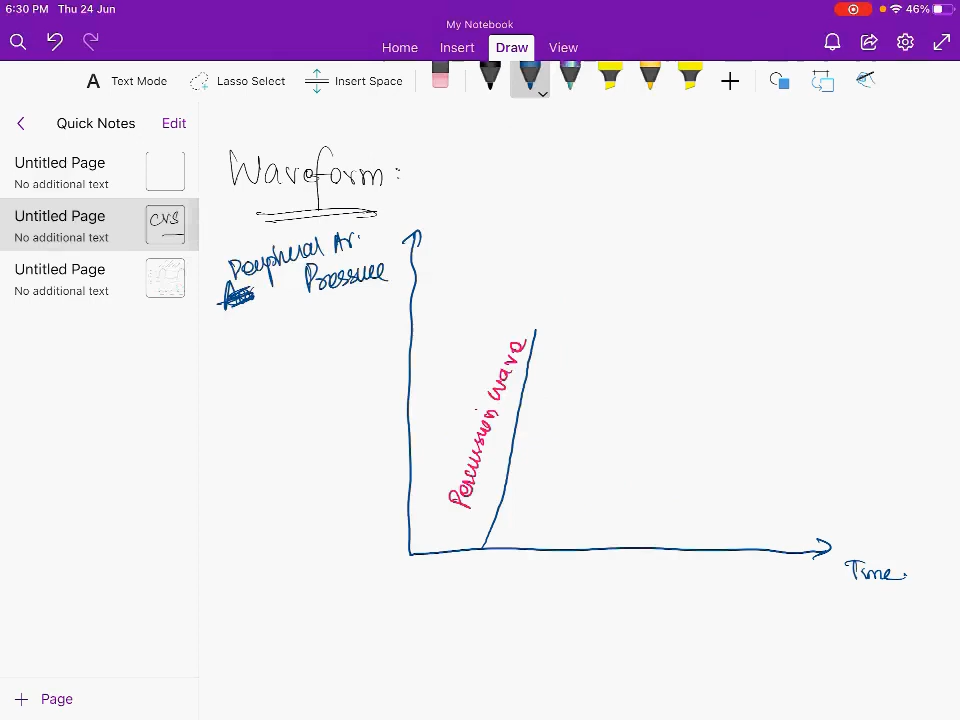 6:30 PM Thu 24 Jun
46%
My Notebook
Home Insert Draw View
Text Mode Lasso Select Insert Space
Quick Notes Edit
Untitled Page
No additional text
Untitled Page
No additional text
CVS
Untitled Page
No additional text
Page
Waveform:
Peripheral Ar.
Pressure
Percussion Wave
Time.